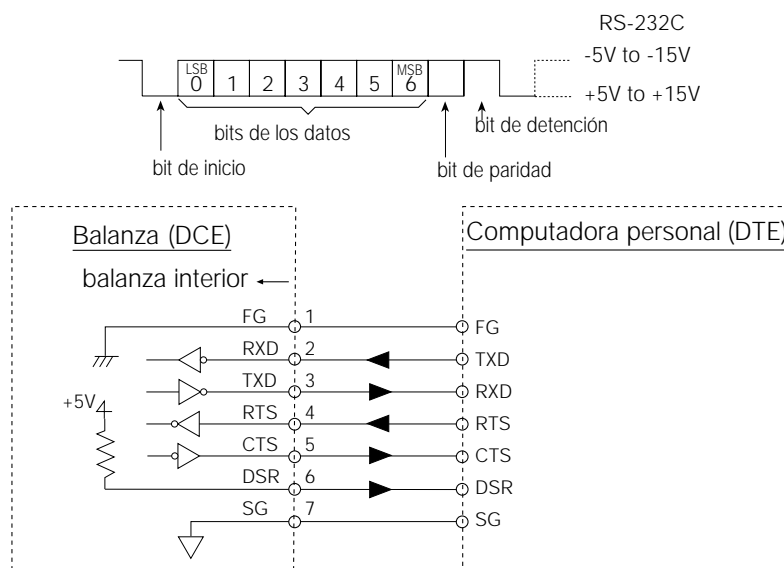 RS-232C
-5V to -15V
+5V to +15V
LSB MSB
0 1 2 3 4 5 6
bits de los datos
bit de detención
bit de inicio
bit de paridad
Balanza (DCE)
Computadora personal (DTE)
balanza interior
FG 1 FG
RXD 2 TXD
TXD 3 RXD
+5V
RTS 4 RTS
CTS 5 CTS
DSR 6 DSR
SG 7 SG